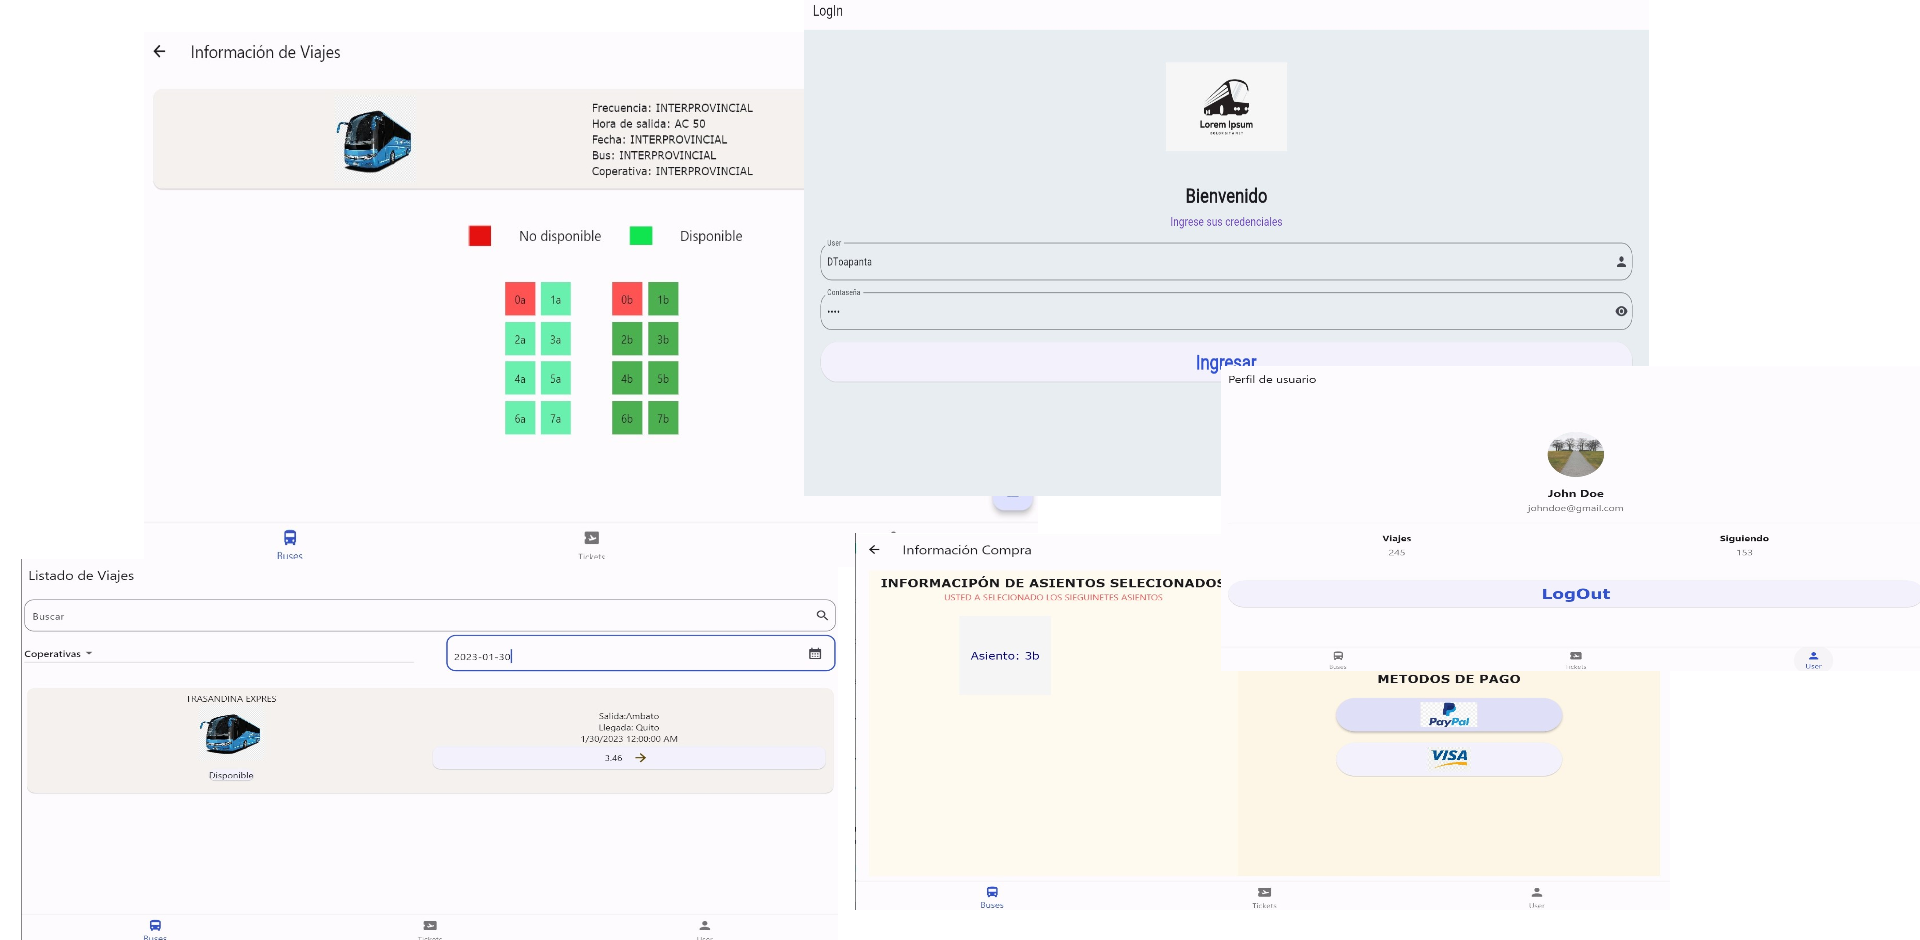 LogIn
Lorem Ipsum
Bienvenido
Ingrese sus credenciales
User
DToapanta
Contaseña
Ingresar
Información de Viajes
Frecuencia: INTERPROVINCIAL
Hora de salida: AC 50
Fecha: INTERPROVINCIAL
Bus: INTERPROVINCIAL
Coperativa: INTERPROVINCIAL
No disponible Disponible
0a 1a 0b 1b
2a 3a 2b 3b
4a 5a 4b 5b
6a 7a 6b 7b
Buses Tickets
Perfil de usuario
John Doe
johndoe@gmail.com
Viajes Siguiendo
245 153
LogOut
Buses Tickets User
Listado de Viajes
Buscar
Coperativas 2023-01-30
TRASANDINA EXPRES
Salida:Ambato
Llegada: Quito
1/30/2023 12:00:00 AM
3.46
Disponible
Buses Tickets User
Información Compra
INFORMACIPÓN DE ASIENTOS SELECIONADOS
USTED A SELECIONADO LOS SIEGUINETES ASIENTOS
Asiento: 3b
METODOS DE PAGO
PayPal
VISA
Buses Tickets User